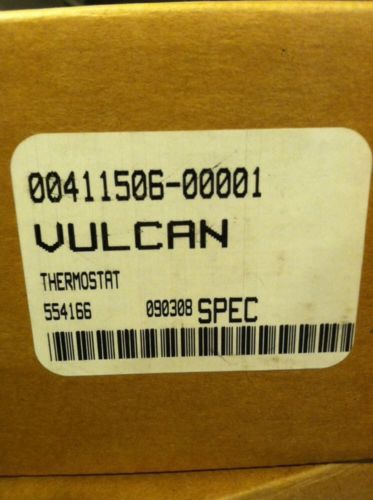 00411506-00001
VULCAN
THERMOSTAT
554166 090308 SPEC